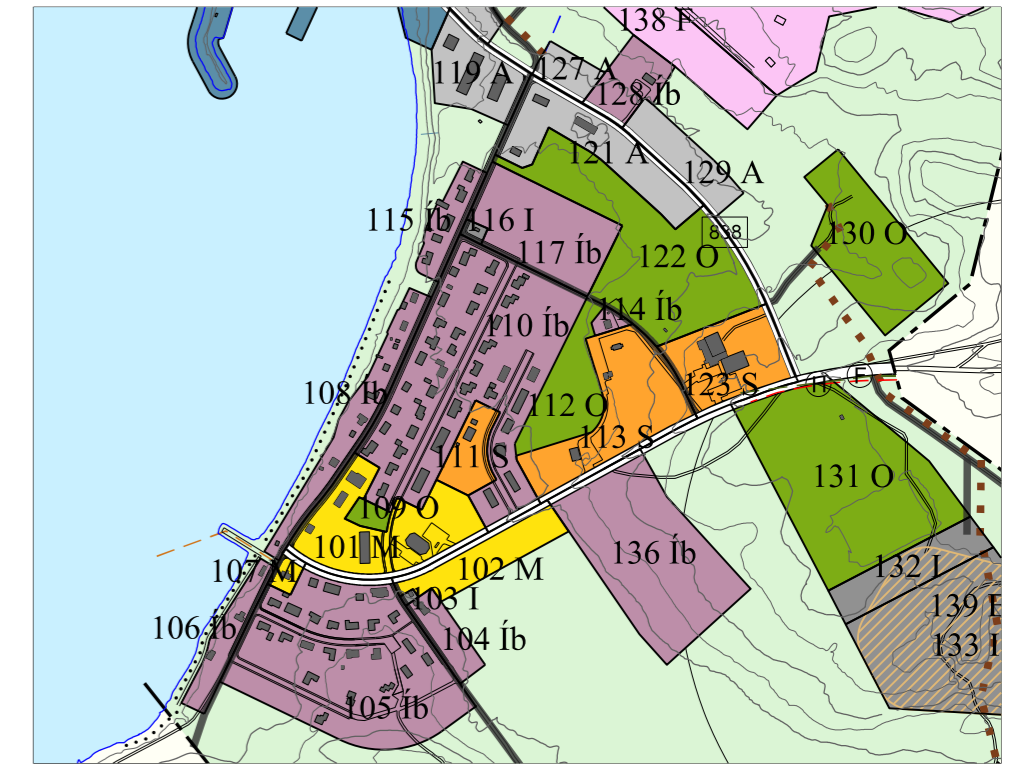 138 F
119 A
127 A
128 Íb
121 A
129 A
115 Íb
116 I
117 Íb
838
130 O
122 O
114 Íb
110 Íb
123 S
H
F
108 Íb
112 O
113 S
111 S
131 O
109 O
101 M
136 Íb
107 M
102 M
132 I
103 I
139 E
106 Íb
104 Íb
133 I
105 Íb